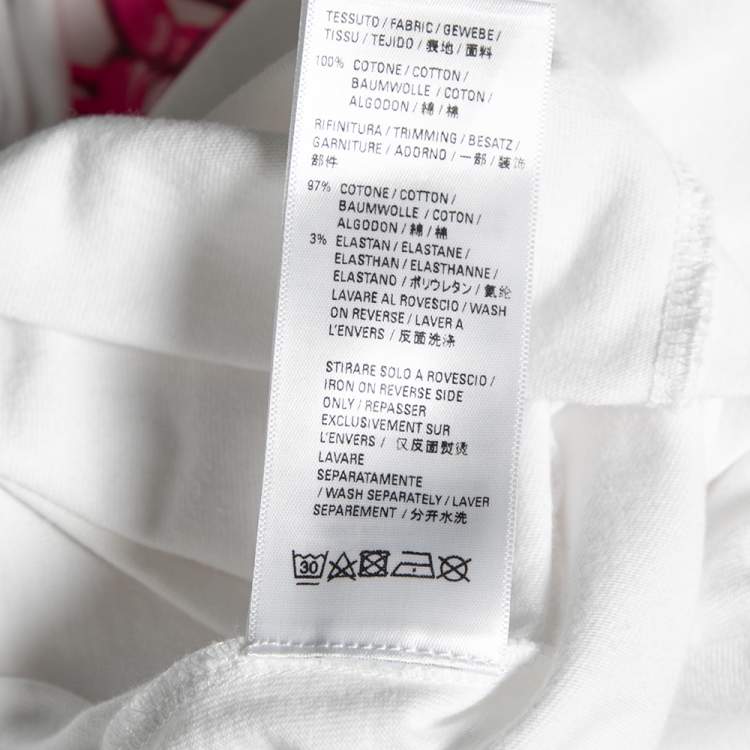 TESSUTO / FABRIC / GEWEBE /
TISSU / TEJIDO / 表地 / 面料
100% COTONE / COTTON /
BAUMWOLLE / COTON /
ALGODON / 綿 / 棉
RIFINITURA / TRIMMING / BESATZ /
GARNITURE / ADORNO / 一部 / 装饰
部件
97% COTONE / COTTON /
BAUMWOLLE / COTON /
ALGODON / 綿 / 棉
3% ELASTAN / ELASTANE /
ELASTHAN / ELASTHANNE /
ELASTANO / ポリウレタン / 氨纶
LAVARE AL ROVESCIO / WASH
ON REVERSE / LAVER A
L'ENVERS / 反面洗涤
STIRARE SOLO A ROVESCIO /
IRON ON REVERSE SIDE
ONLY / REPASSER
EXCLUSIVEMENT SUR
L'ENVERS / 仅反面熨烫
LAVARE
SEPARATAMENTE
/ WASH SEPARATELY / LAVER
SEPAREMENT / 分开水洗
30